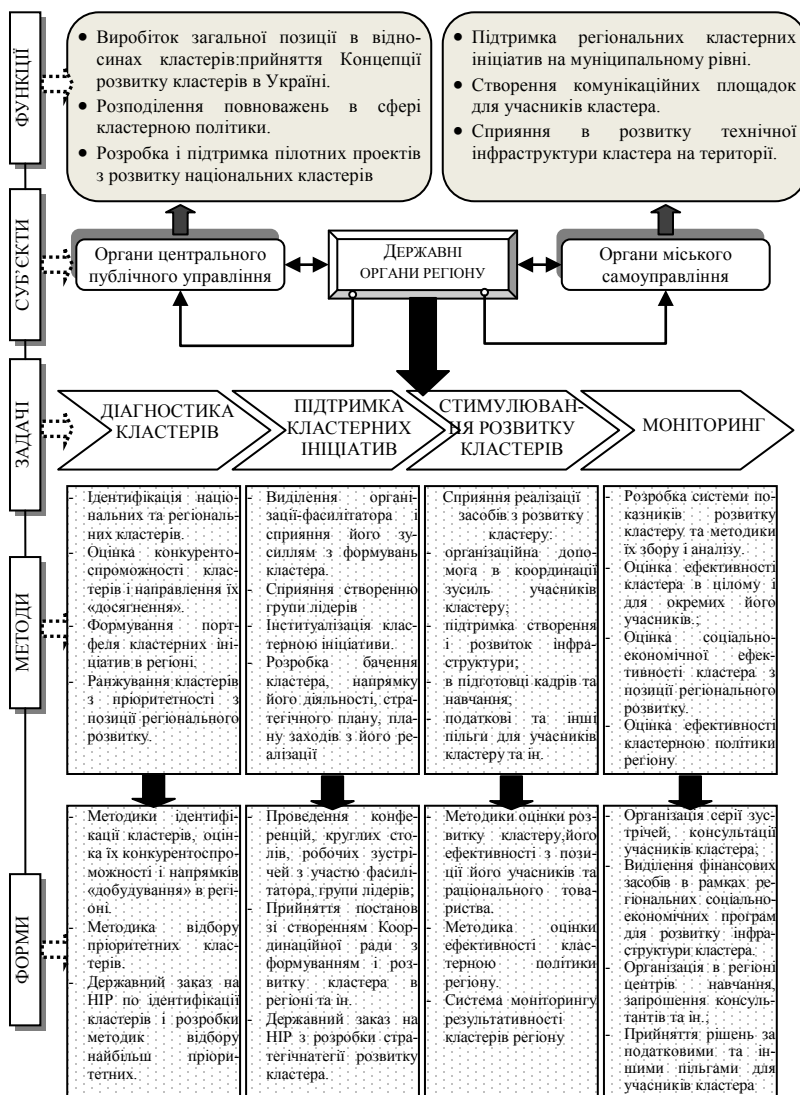 ФУНКЦІЇ
• Виробіток загальної позиції в відно-
синах кластерів:прийняття Концепції
розвитку кластерів в Україні.
• Розподілення повноважень в сфері
кластерною політики.
• Розробка і підтримка пілотних проектів
з розвитку національних кластерів
• Підтримка регіональних кластерних
ініціатив на муніципальному рівні.
• Створення комунікаційних площадок
для учасників кластера.
• Сприяння в розвитку технічної
інфраструктури кластера на території.
СУБ'ЄКТИ
Органи центрального
публічного управління
ДЕРЖАВНІ
ОРГАНИ РЕГІОНУ
Органи міського
самоуправління
ЗАДАЧІ
ДІАГНОСТИКА
КЛАСТЕРІВ
ПІДТРИМКА
КЛАСТЕРНИХ
ІНІЦІАТИВ
СТИМУЛЮВАН-
НЯ РОЗВИТКУ
КЛАСТЕРІВ
МОНІТОРИНГ
МЕТОДИ
- Ідентифікація націо-
нальних та регіональ-
них кластерів.
- Оцінка конкуренто-
спроможності клас-
терів і направлення їх
«досягнення».
- Формування порт-
феля кластерних іні-
ціатив в регіоні.
- Ранжування кластерів
з пріоритетності з
позиції регіонального
розвитку.
- Виділення органі-
зації-фасилітатора і
сприяння його зу-
силлям з формувань
кластера.
- Сприяння створенню
групи лідерів
- Інституалізація клас-
терною ініціативи.
- Розробка бачення
кластера, напрямку
його діяльності, стра-
тегічного плану, пла-
ну заходів з його ре-
алізації
Сприяння реалізації
засобів з розвитку
кластеру:
- організаційна допо-
мога в координації
зусиль учасників
кластеру;
- підтримка створення
і розвиток інфра-
структури;
- в підготовці кадрів та
навчання;
- податкові та інші
пільги для учасників
кластеру та ін.
- Розробка системи по-
казників розвитку
кластеру та методики
їх збору і аналізу.
- Оцінка ефективності
кластера в цілому і
для окремих його
учасників.;
- Оцінка соціально-
економічної ефек-
тивності кластера з
позиції регіонального
розвитку.
- Оцінка ефективності
кластерною політики
регіону
ФОРМИ
- Методики ідентифі-
кації кластерів, оцін-
ка їх конкурентоспро-
можності і напрямків
«добудування» в регі-
оні.
- Методика відбору
пріоритетних клас-
терів.
- Державний заказ на
НІР по ідентифікації
кластерів і розробки
методик відбору
найбільш пріори-
тетних.
- Проведення конфе-
ренцій, круглих сто-
лів, робочих зустрі-
чей з участю фасилі-
татора, групи лідерів;
- Прийняття постанов
зі створенням Коор-
динаційної ради з
формуванням і роз-
витку кластера в
регіоні та ін.
- Державний заказ на
НІР з розробки стра-
тегічнатегії розвитку
кластера.
- Методики оцінки роз-
витку кластеру,його
ефективності з пози-
ції його учасників та
раціонального това-
риства.
- Методика оцінки
ефективності клас-
терною політики
регіону.
- Система моніторингу
результативності
кластерів регіону
- Організація серії зус-
трічей, консультації
учасників кластера;
- Виділення фінансових
засобів в рамках ре-
гіональних соціально-
економічних програм
для розвитку інфра-
структури кластера.
- Організація в регіоні
центрів навчання,
запрошення консуль-
тантів та ін.;
- Прийняття рішень за
податковими та ін-
шими пільгами для
учасників кластера